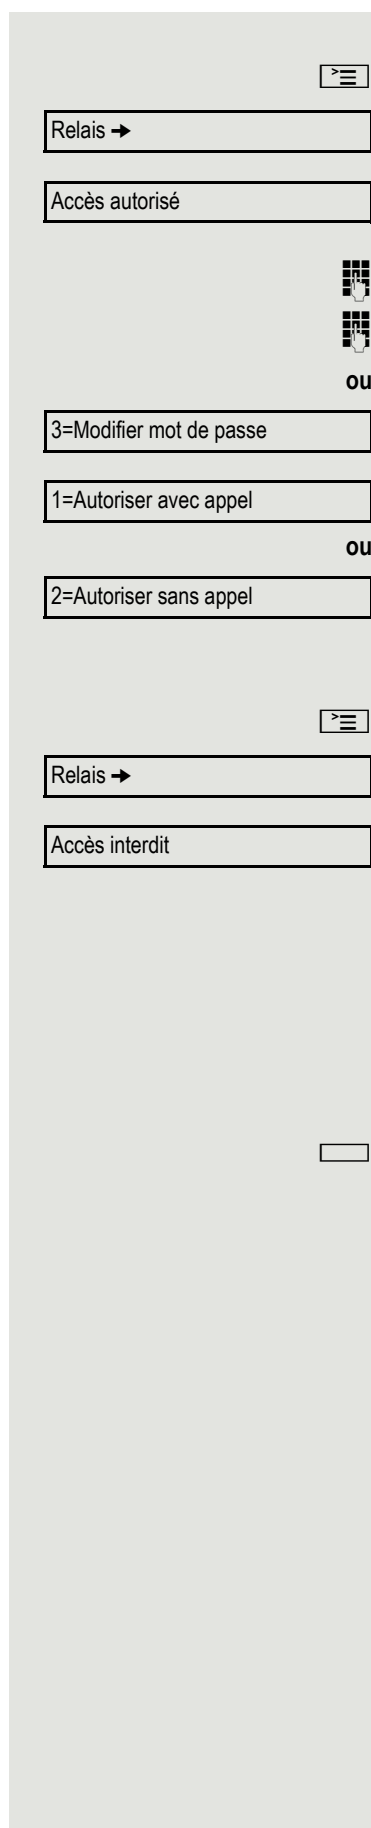 Relais ➔
Accès autorisé
ou
3=Modifier mot de passe
1=Autoriser avec appel
ou
2=Autoriser sans appel
Relais ➔
Accès interdit